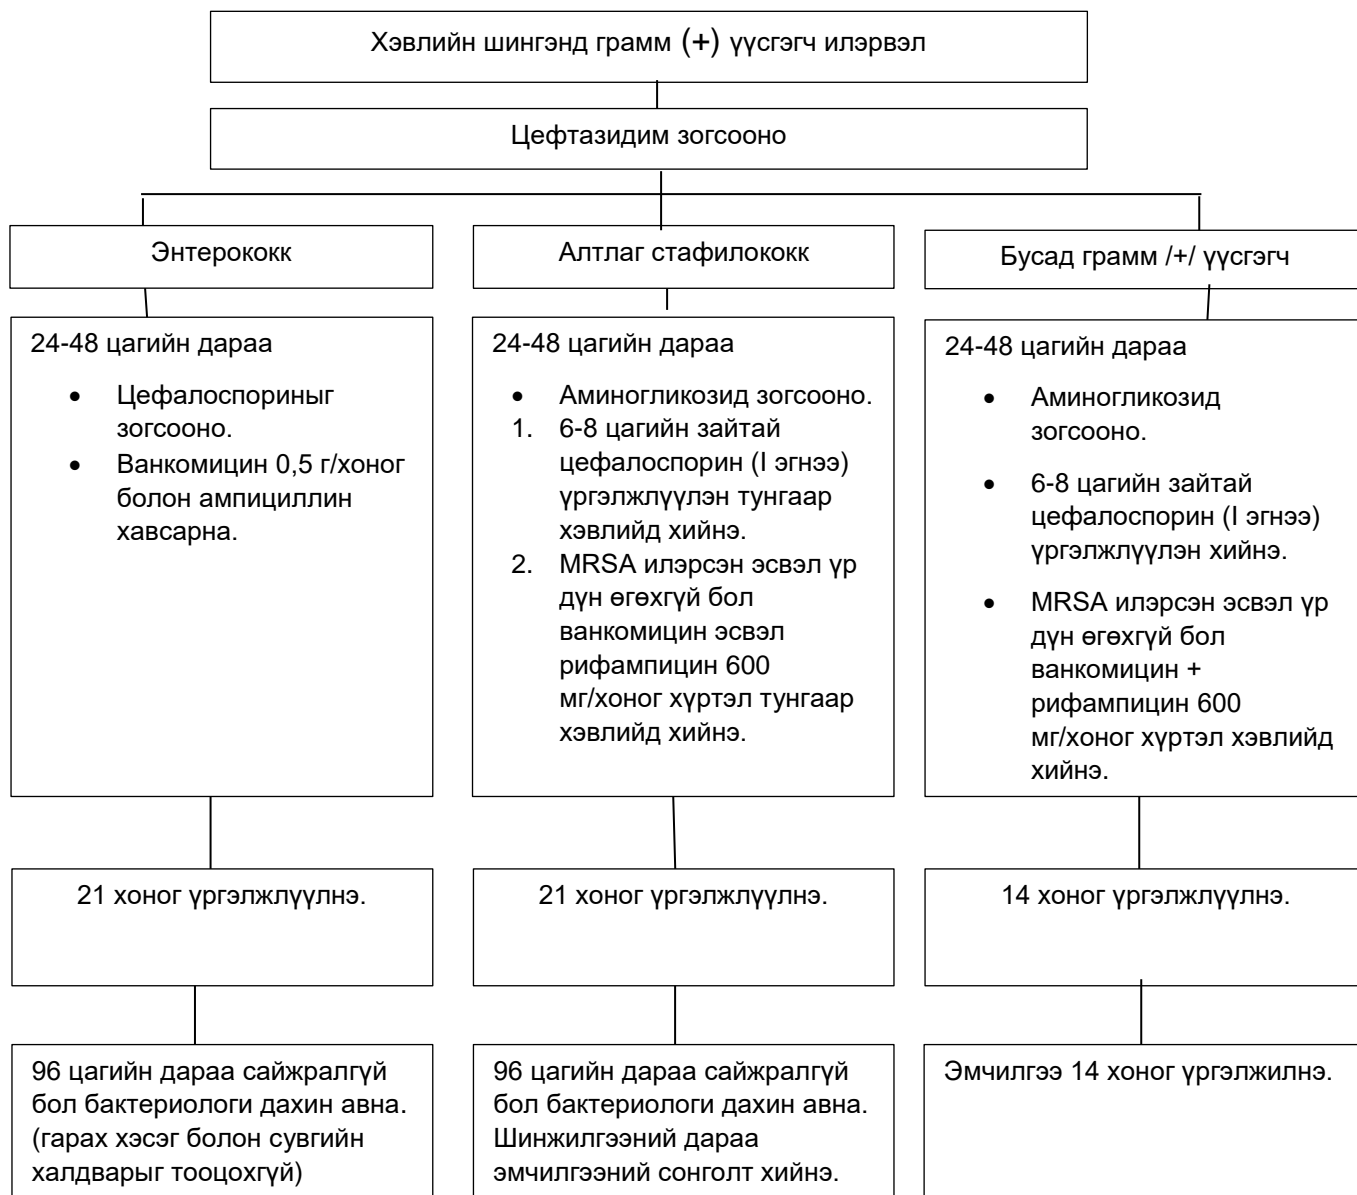 Хэвлийн шингэнд грамм (+) үүсгэгч илэрвэл
Цефтазидим зогсооно
Энтерококк
24-48 цагийн дараа
• Цефалоспориныг
зогсооно.
• Ванкомицин 0,5 г/хоног
болон ампициллин
хавсарна.
21 хоног үргэлжлүүлнэ.
96 цагийн дараа сайжралгүй
бол бактериологи дахин авна.
(гарах хэсэг болон сувгийн
халдварыг тооцохгүй)
Алтлаг стафилококк
24-48 цагийн дараа
• Аминогликозид зогсооно.
1. 6-8 цагийн зайтай
цефалоспорин (I эгнээ)
үргэлжлүүлэн тунгаар
хэвлийд хийнэ.
2. MRSA илэрсэн эсвэл үр
дүн өгөхгүй бол
ванкомицин эсвэл
рифампицин 600
мг/хоног хүртэл тунгаар
хэвлийд хийнэ.
21 хоног үргэлжлүүлнэ.
96 цагийн дараа сайжралгүй
бол бактериологи дахин авна.
Шинжилгээний дараа
эмчилгээний сонголт хийнэ.
Бусад грамм /+/ үүсгэгч
24-48 цагийн дараа
• Аминогликозид
зогсооно.
• 6-8 цагийн зайтай
цефалоспорин (I эгнээ)
үргэлжлүүлэн хийнэ.
• MRSA илэрсэн эсвэл үр
дүн өгөхгүй бол
ванкомицин +
рифампицин 600
мг/хоног хүртэл хэвлийд
хийнэ.
14 хоног үргэлжлүүлнэ.
Эмчилгээ 14 хоног үргэлжилнэ.